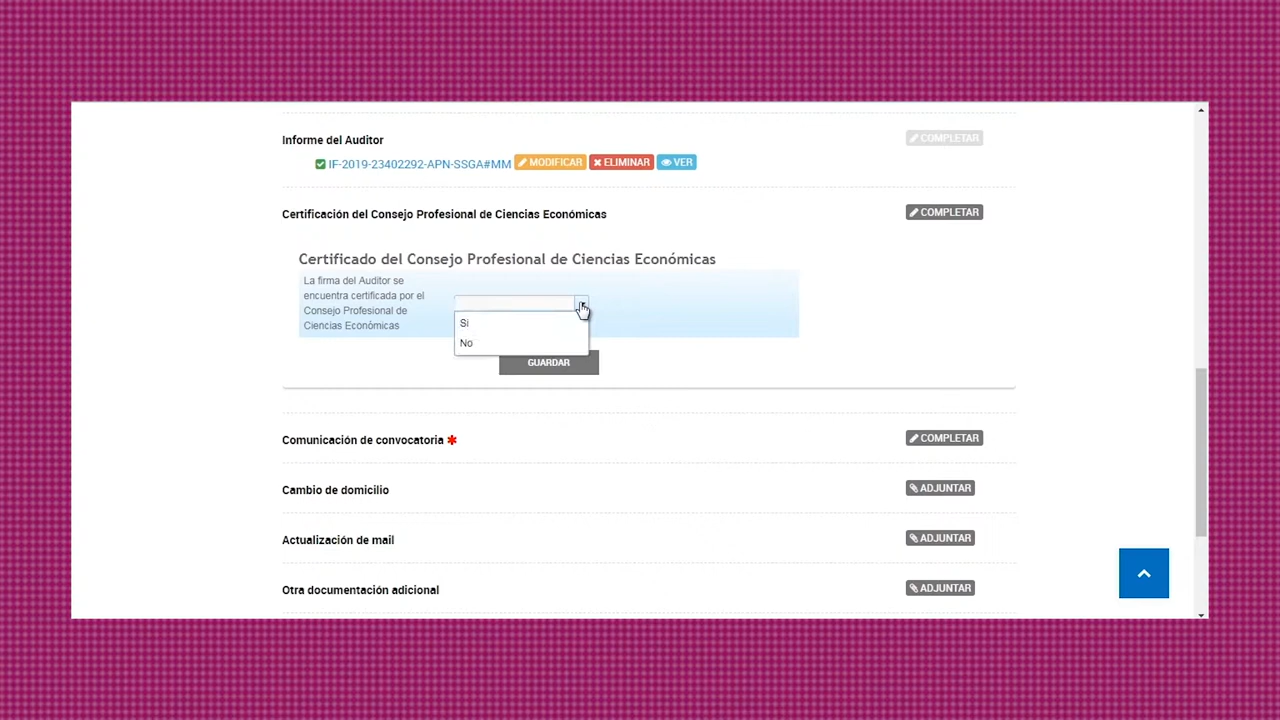 Informe del Auditor
COMPLETAR
IF-2019-23402292-APN-SSGA#MM MODIFICAR ELIMINAR VER
Certificación del Consejo Profesional de Ciencias Económicas
COMPLETAR
Certificado del Consejo Profesional de Ciencias Económicas
La firma del Auditor se
encuentra certificada por el
Consejo Profesional de
Ciencias Económicas
Si
No
GUARDAR
Comunicación de convocatoria *
COMPLETAR
Cambio de domicilio
ADJUNTAR
Actualización de mail
ADJUNTAR
Otra documentación adicional
ADJUNTAR